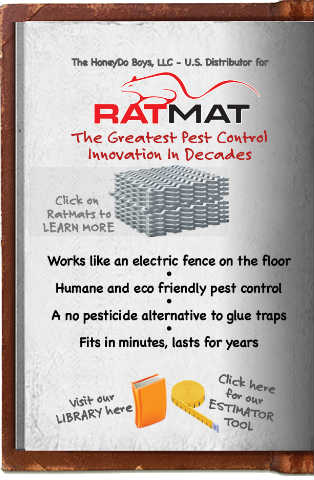 The HoneyDo Boys, LLC - U.S. Distributor for
RATMAT
The Greatest Pest Control
Innovation In Decades
Click on
RatMats to
LEARN MORE
Works like an electric fence on the floor
•
Humane and eco friendly pest control
•
A no pesticide alternative to glue traps
•
Fits in minutes, lasts for years
Visit our
LIBRARY here
Click here
for our
ESTIMATOR
TOOL